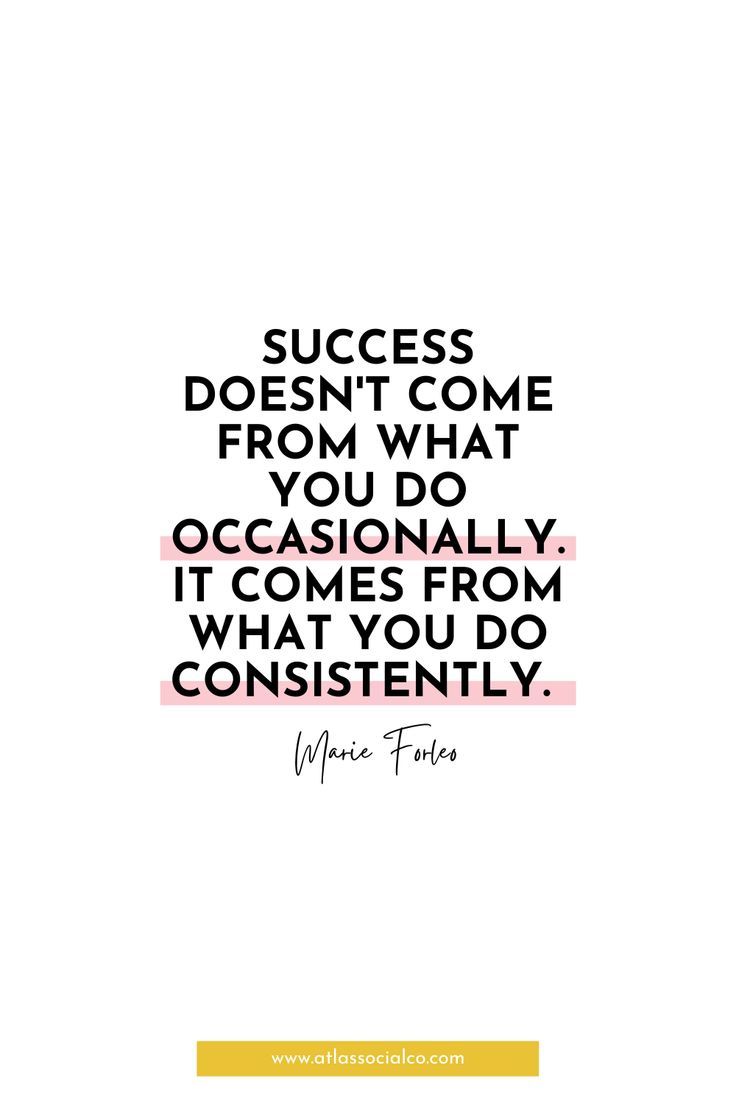 SUCCESS
DOESN'T COME
FROM WHAT
YOU DO
OCCASIONALLY.
IT COMES FROM
WHAT YOU DO
CONSISTENTLY.
Marie Forleo
www.atlassocialco.com